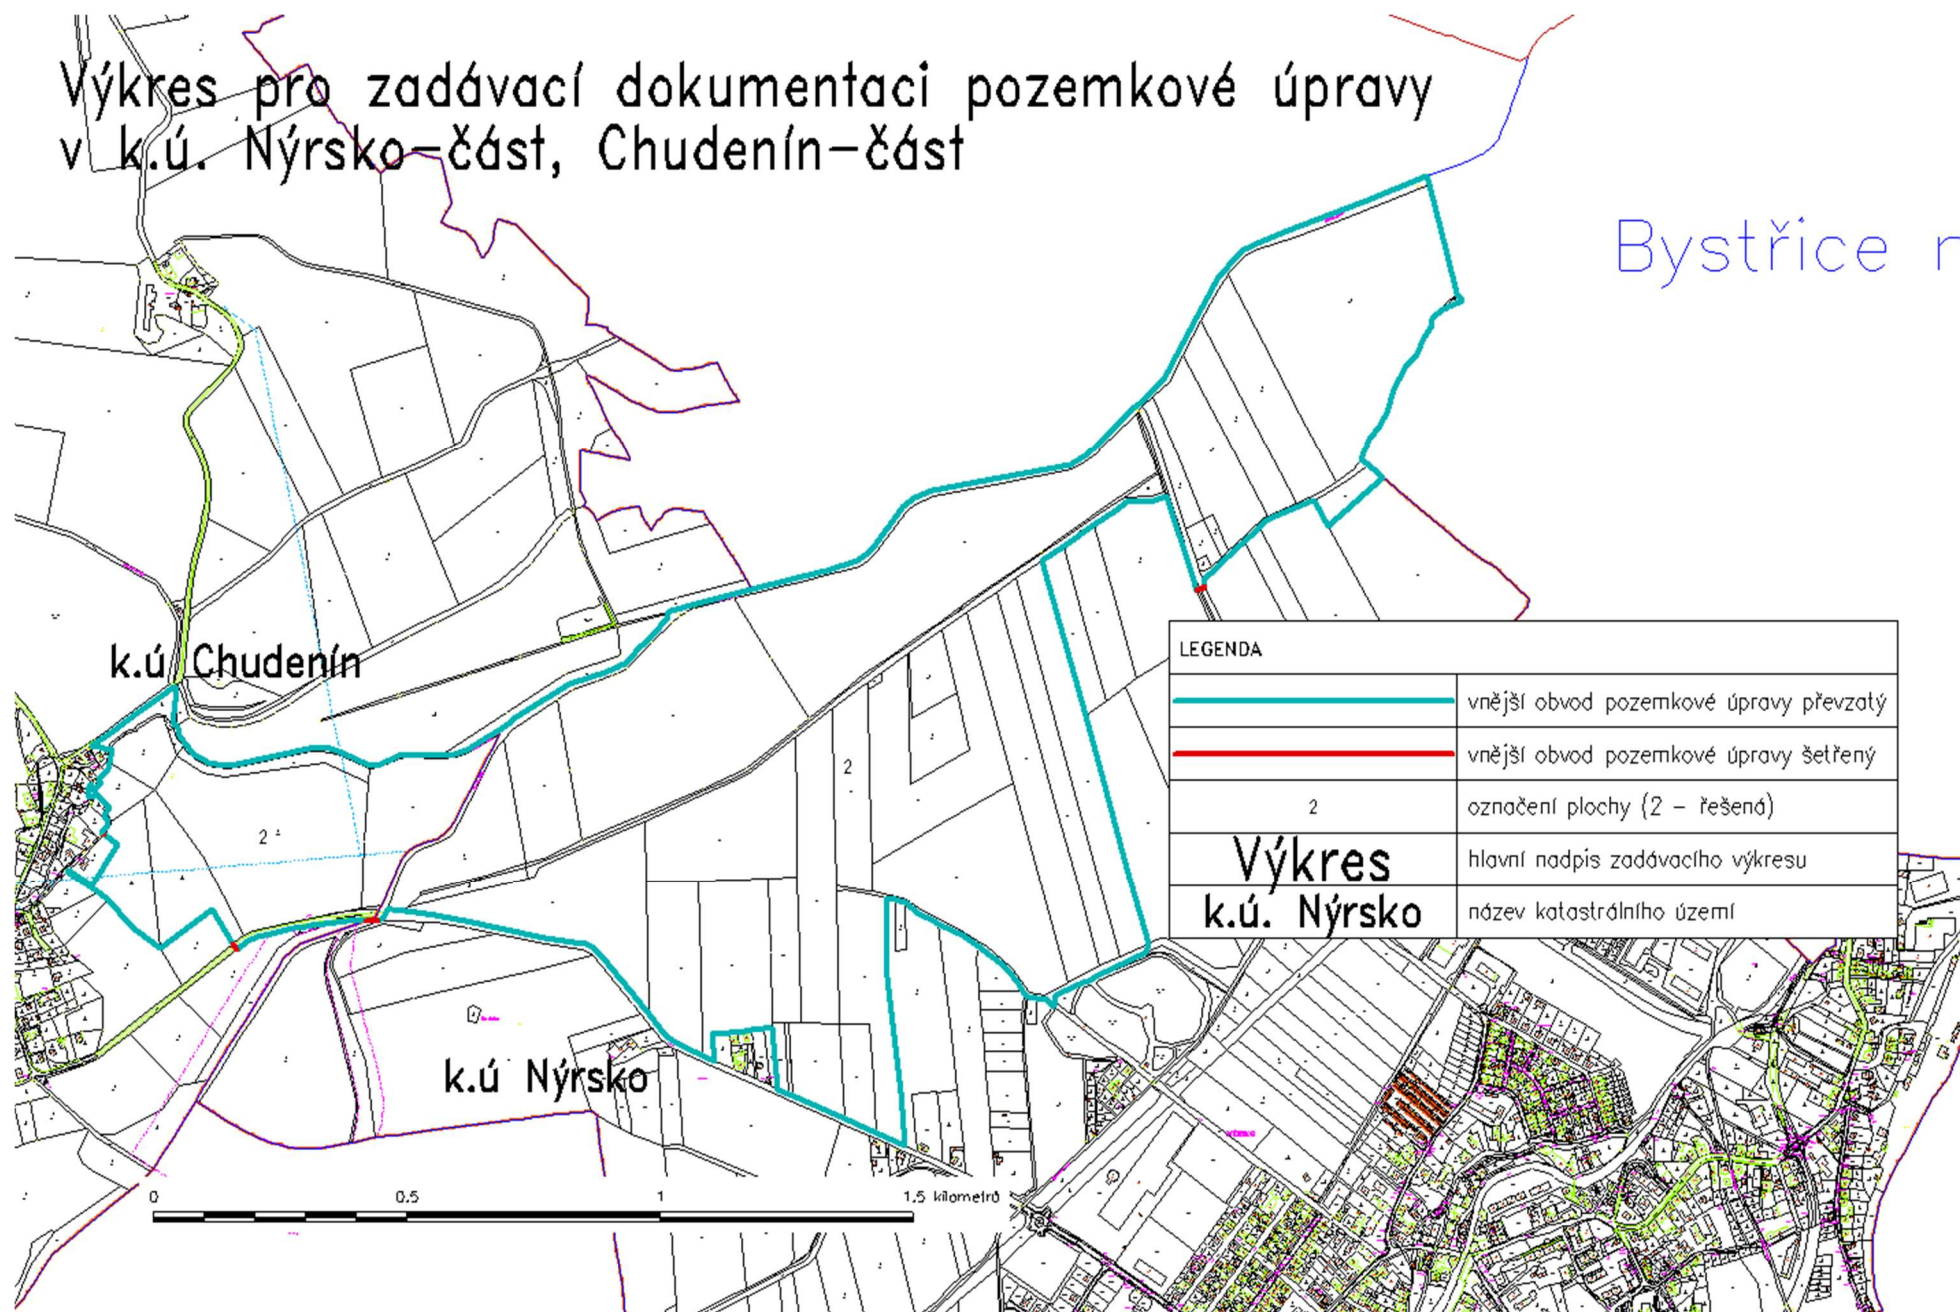 Výkres pro zadávací dokumentaci pozemkové úpravy
v k.ú. Nýrsko-část, Chudenín-část
Bystřice n
k.ú Chudenín
LEGENDA
vnější obvod pozemkové úpravy převzatý
vnější obvod pozemkové úpravy šetřený
2
2 označení plochy (2 - řešená)
2
Výkres hlavní nadpis zadávacího výkresu
k.ú. Nýrsko název katastrálního území
k.ú Nýrsko
0 0.5 1 1.5 kilometrů